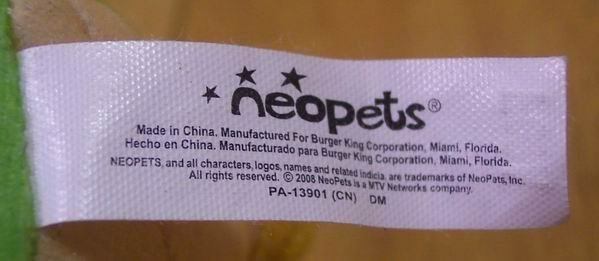 neopets®
Made in China. Manufactured For Burger King Corporation, Miami, Florida.
Hecho en China. Manufacturado para Burger King Corporation, Miami, Florida.
NEOPETS, and all characters, logos, names and related indicia, are trademarks of NeoPets, Inc.
All rights reserved. © 2008 NeoPets is a MTV Networks company.
PA-13901 (CN) DM